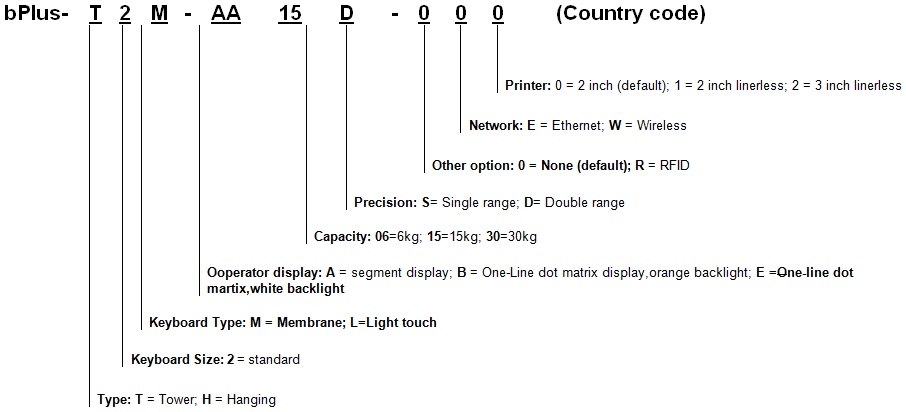 bPlus- T 2 M - AA 15 D - 0 0 0 (Country code)
Printer: 0 = 2 inch (default); 1 = 2 inch linerless; 2 = 3 inch linerless
Network: E = Ethernet; W = Wireless
Other option: 0 = None (default); R = RFID
Precision: S= Single range; D= Double range
Capacity: 06=6kg; 15=15kg; 30=30kg
Ooperator display: A = segment display; B = One-Line dot matrix display,orange backlight; E =One-line dot
martix,white backlight
Keyboard Type: M = Membrane; L=Light touch
Keyboard Size: 2 = standard
Type: T = Tower; H = Hanging